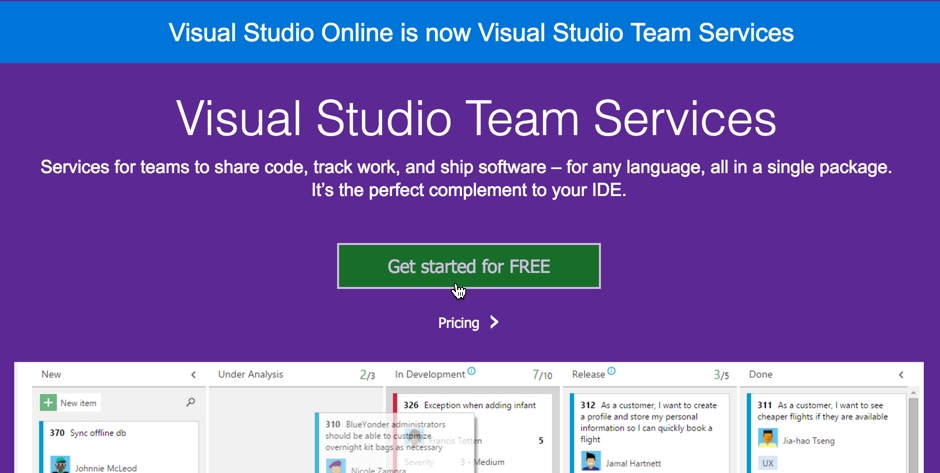 Visual Studio Online is now Visual Studio Team Services
Visual Studio Team Services
Services for teams to share code, track work, and ship software – for any language, all in a single package.
It's the perfect complement to your IDE.
Get started for FREE
Pricing
New
Under Analysis 2/3
In Development 7/10
Release 3/5
Done
New item
370 Sync offline db
Johnnie McLeod
310 BlueYonder administrators
should be able to customize
overnight kit bags as necessary
Nicole Zamora
326 Exception when adding infant
Francis Totten 5
Severity 3 - Medium
312 As a customer, I want to create
a profile and store my personal
information so I can quickly book a
flight
Jamal Hartnett
311 As a customer, I want to see
cheaper flights if they are available
Jia-hao Tseng
UX